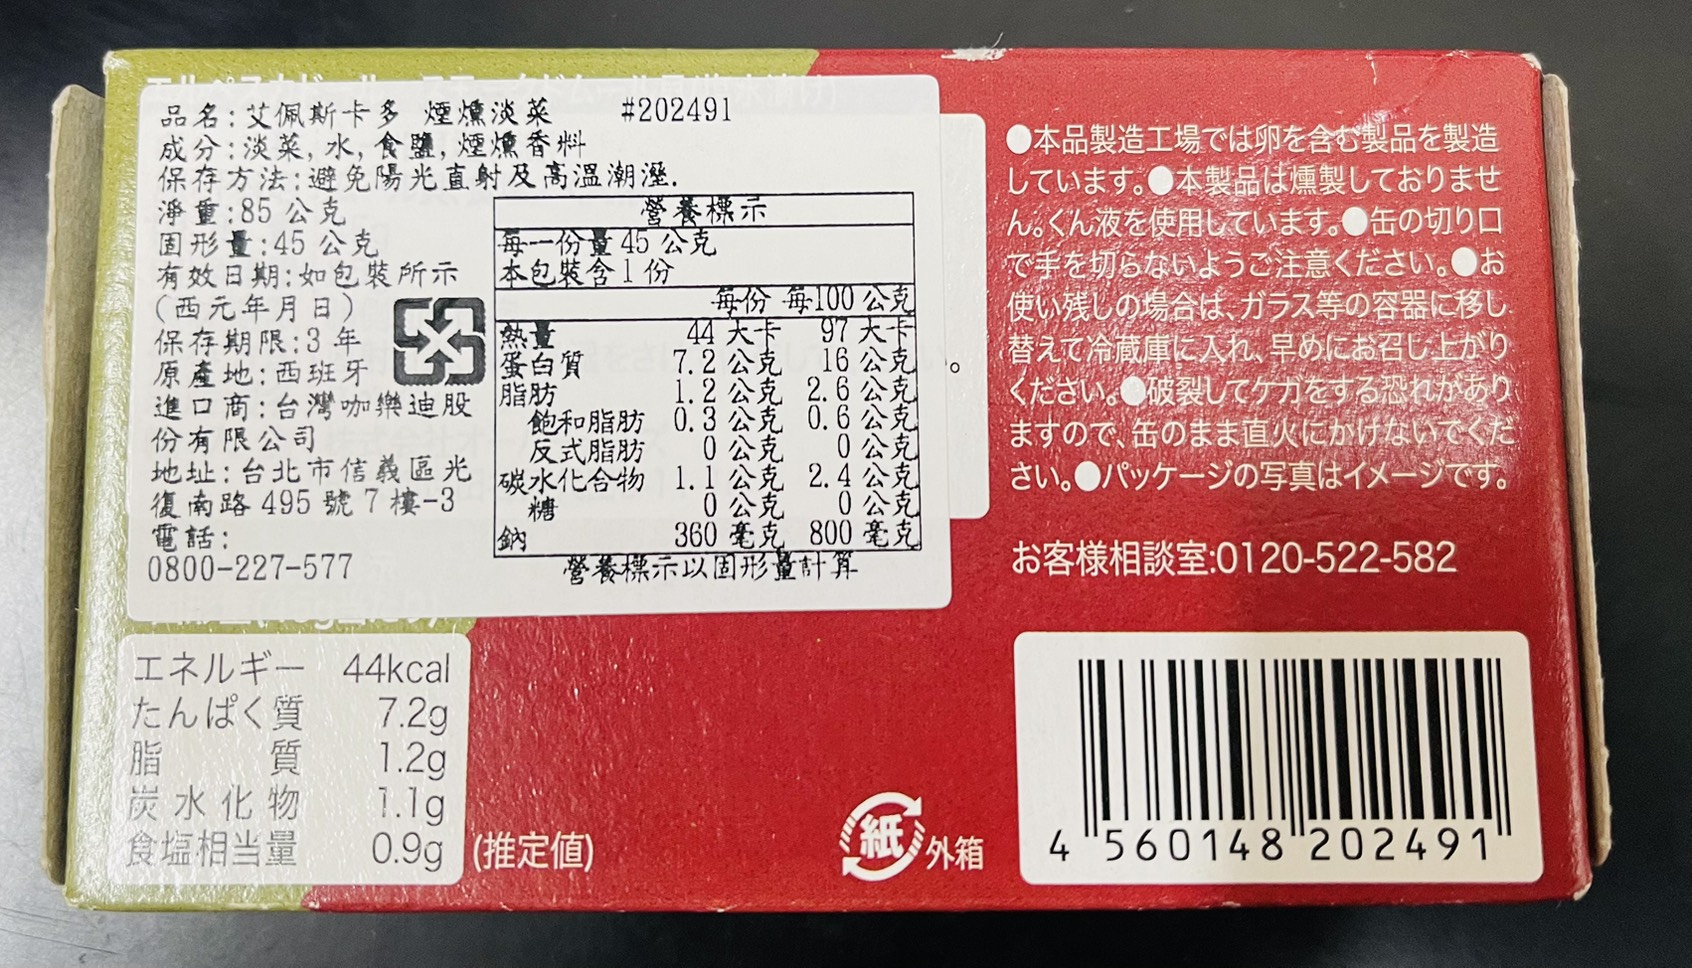 品名:艾佩斯卡多 煙燻淡菜 #202491
成分:淡菜, 水, 食鹽, 煙燻香料
保存方法:避免陽光直射及高溫潮溼.
淨重:85 公克
固形量:45 公克
有效日期:如包裝所示
(西元年月日)
保存期限:3 年
原產地:西班牙
進口商:台灣咖樂迪股
份有限公司
地址:台北市信義區光
復南路 495 號 7 樓-3
電話:
0800-227-577
營養標示
每一份量 45 公克
本包裝含 1 份
每份 每100 公克
熱量 44 大卡 97 大卡
蛋白質 7.2 公克 16 公克
脂肪 1.2 公克 2.6 公克
飽和脂肪 0.3 公克 0.6 公克
反式脂肪 0 公克 0 公克
碳水化合物 1.1 公克 2.4 公克
糖 0 公克 0 公克
鈉 360 毫克 800 毫克
營養標示以固形量計算
エネルギー 44kcal
たんぱく質 7.2g
脂質 1.2g
炭水化物 1.1g
食塩相当量 0.9g (推定値)
●本品製造工場では卵を含む製品を製造
しています。●本製品は燻製しておりませ
ん。くん液を使用しています。●缶の切り口
で手を切らないようご注意ください。●お
使い残しの場合は、ガラス等の容器に移し
替えて冷蔵庫に入れ、早めにお召し上がり
ください。●破裂してケガをする恐れがあり
ますので、缶のまま直火にかけないでくだ
さい。●パッケージの写真はイメージです。
お客様相談室:0120-522-582
紙 外箱
4 560148 202491